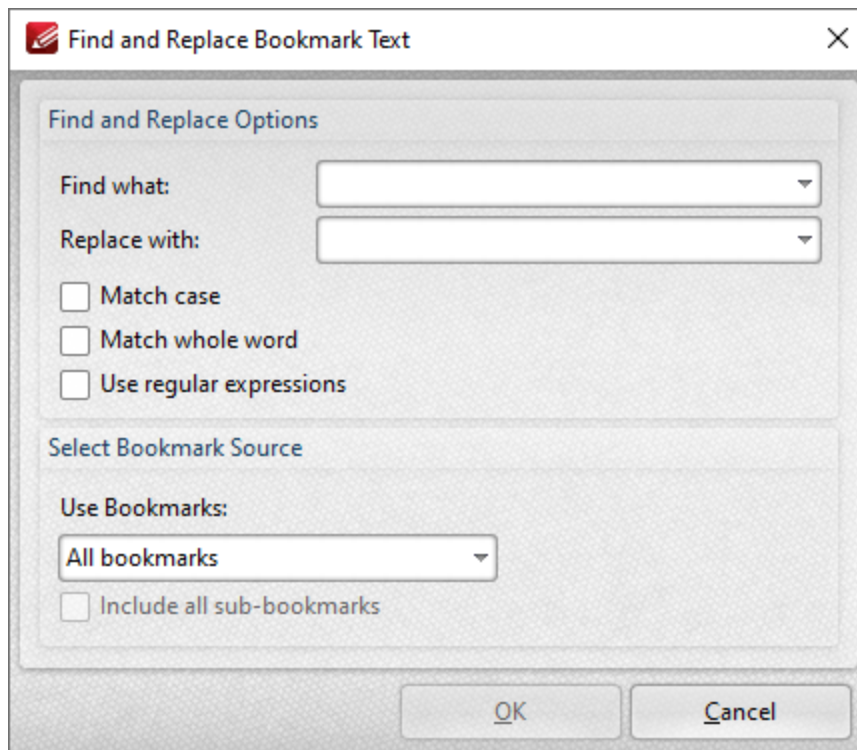 Find and Replace Bookmark Text
Find and Replace Options
Find what:
Replace with:
Match case
Match whole word
Use regular expressions
Select Bookmark Source
Use Bookmarks:
All bookmarks
Include all sub-bookmarks
OK Cancel